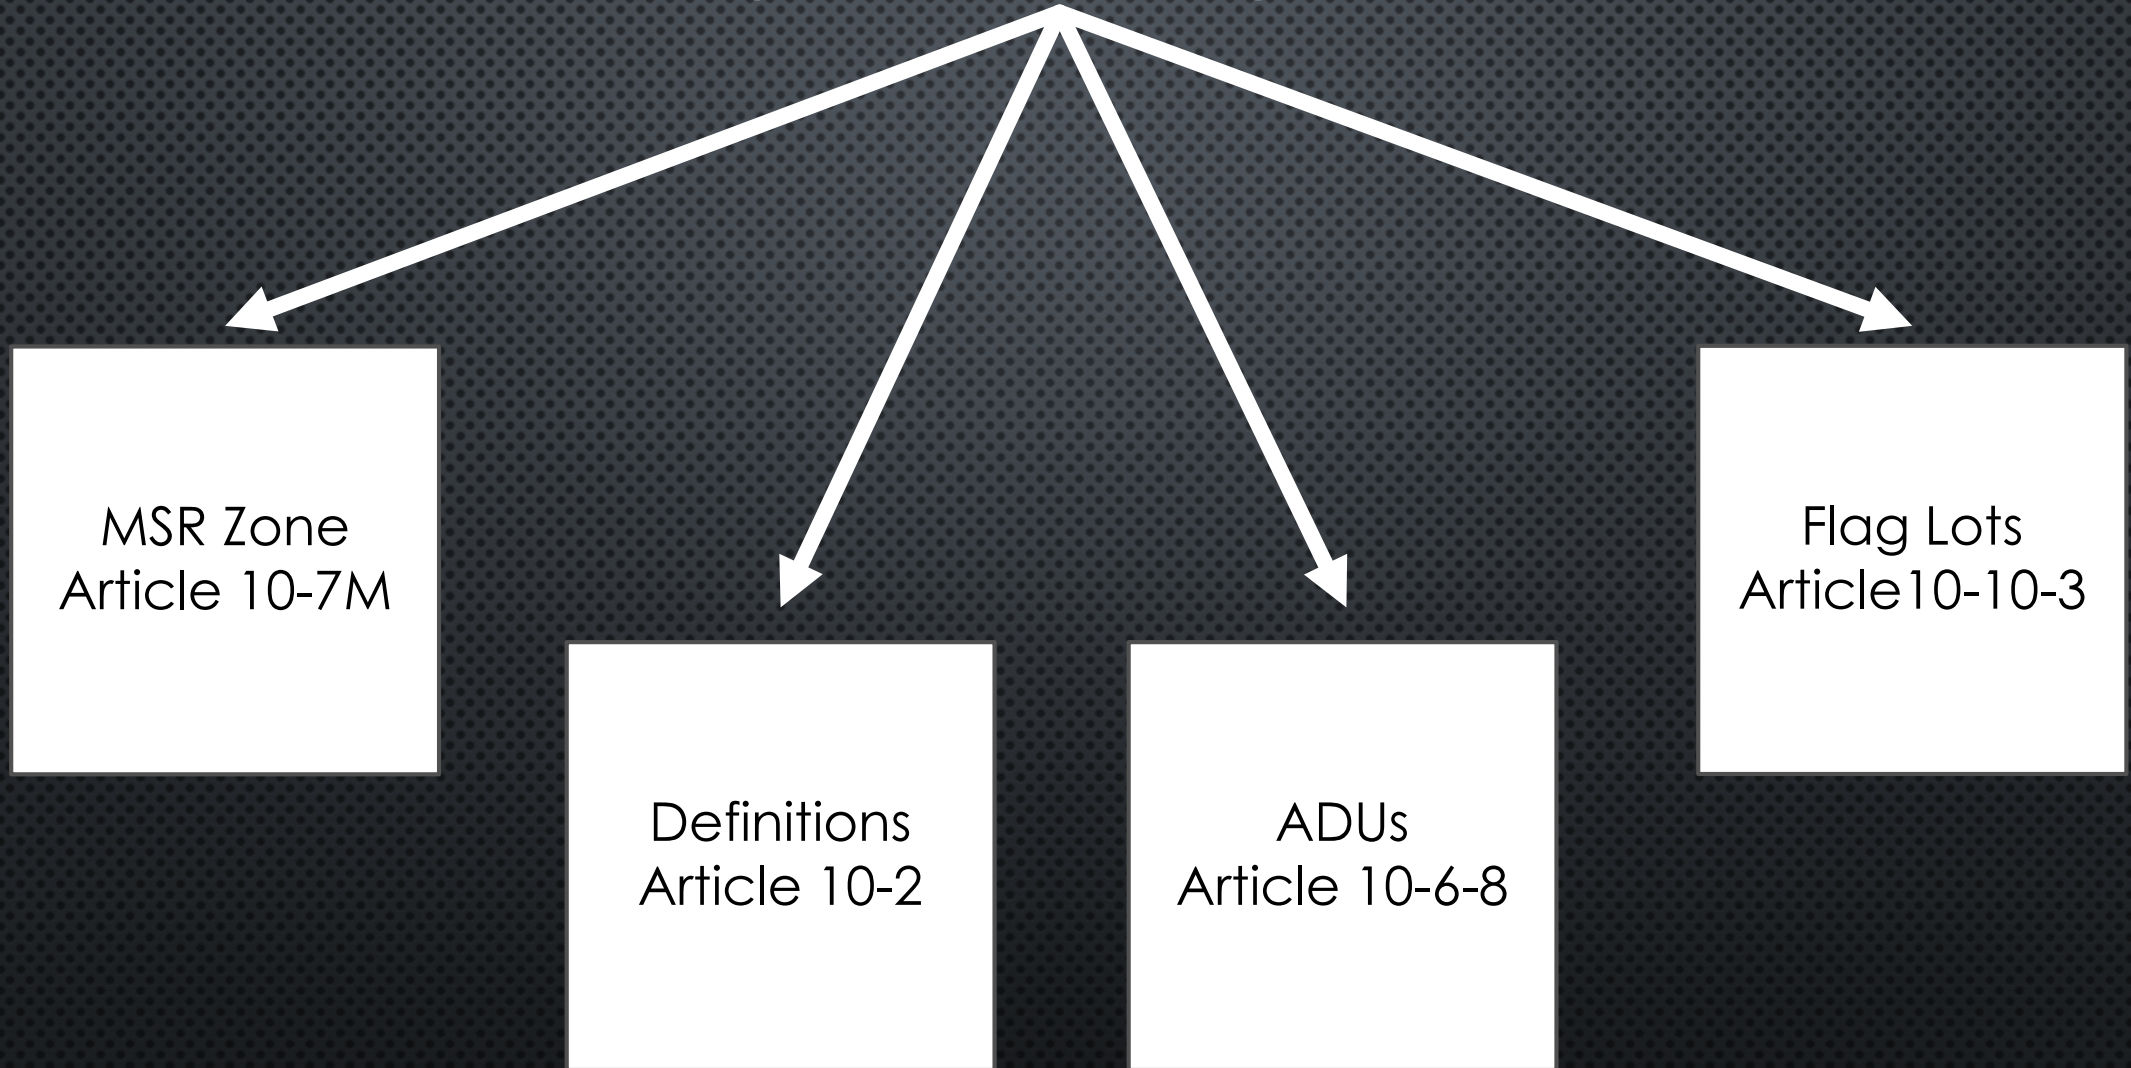 MSR Zone
Article 10-7M
Definitions
Article 10-2
ADUs
Article 10-6-8
Flag Lots
Article10-10-3